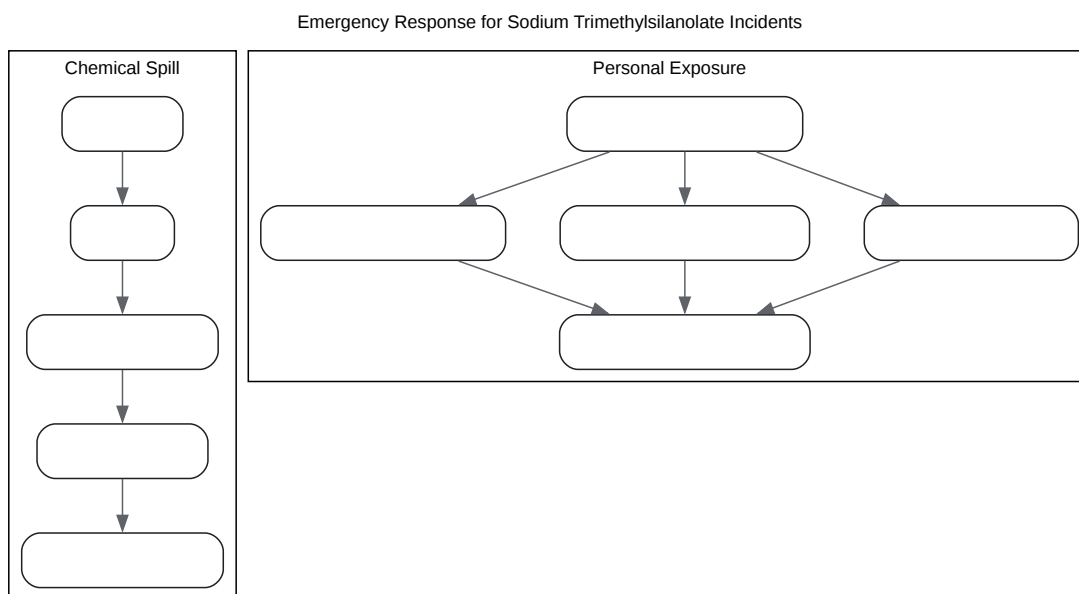 Emergency Response for Sodium Trimethylsilanolate Incidents
Chemical Spill
Personal Exposure